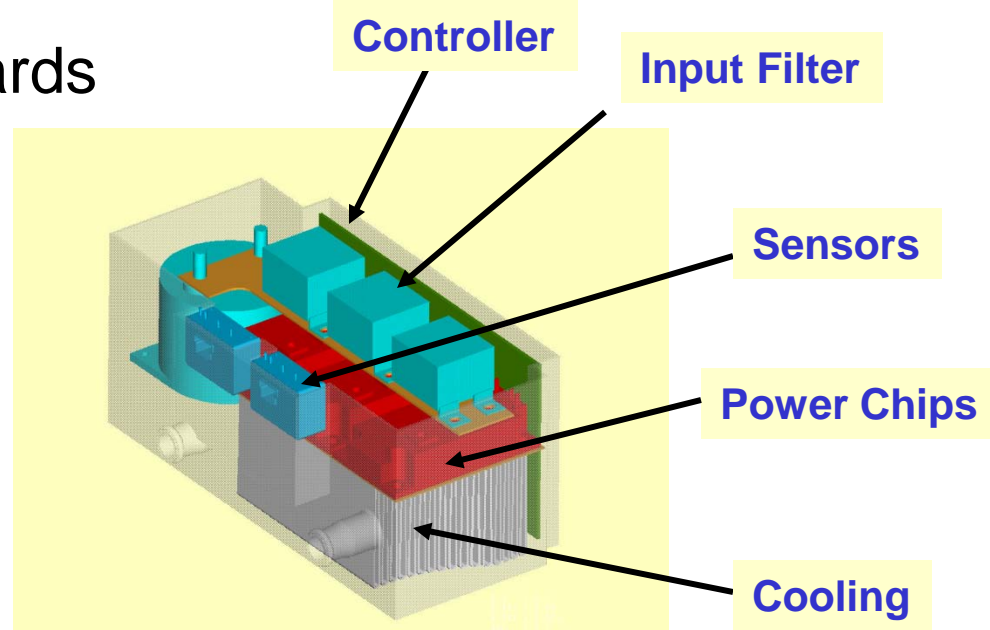 Controller
ards
Input Filter
Sensors
Power Chips
Cooling